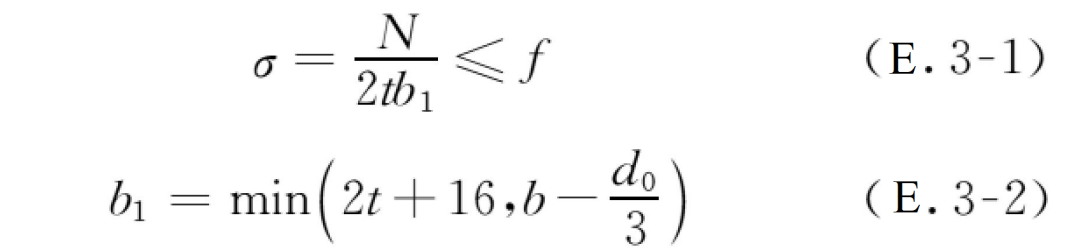 σ = N/(2tb₁) ⩽ f (E. 3-1)
b₁ = min(2t + 16, b − d₀/3) (E. 3-2)